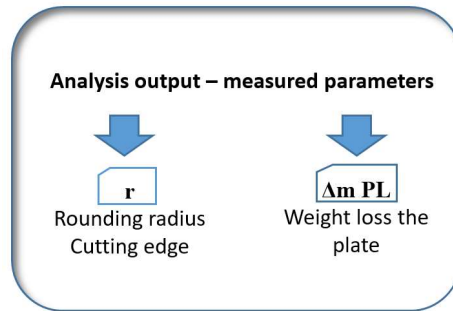 Analysis output – measured parameters
r
Rounding radius
Cutting edge
Δm PL
Weight loss the
plate